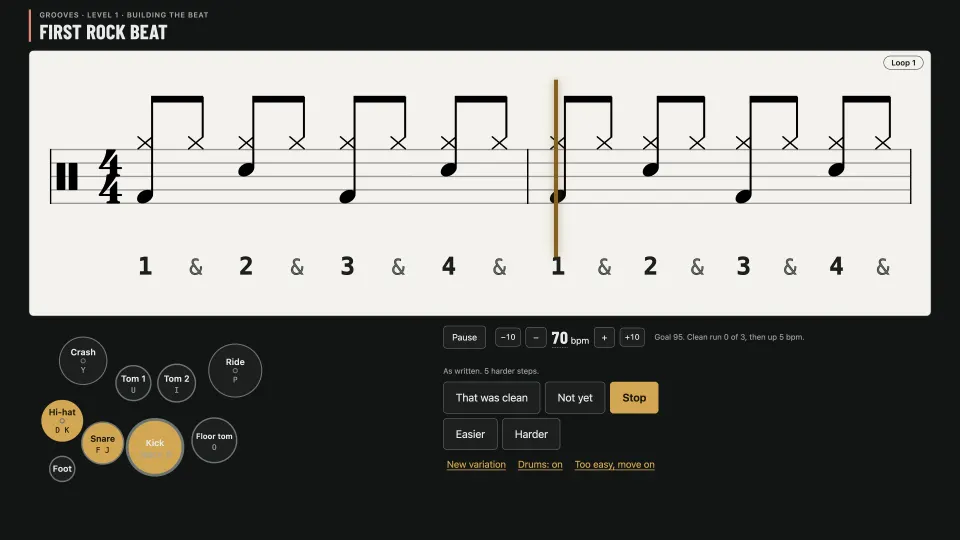 GROOVES · LEVEL 1 · BUILDING THE BEAT
FIRST ROCK BEAT
Loop 1
4
4
1 & 2 & 3 & 4 & 1 & 2 & 3 & 4 &
Pause −10 − 70 bpm + +10 Goal 95. Clean run 0 of 3, then up 5 bpm.
As written. 5 harder steps.
That was clean Not yet Stop
Easier Harder
New variation Drums: on Too easy, move on
Crash
Y
Tom 1
U
Tom 2
I
Ride
P
Hi-hat
D K
Snare
F J
Kick
Floor tom
O
Foot